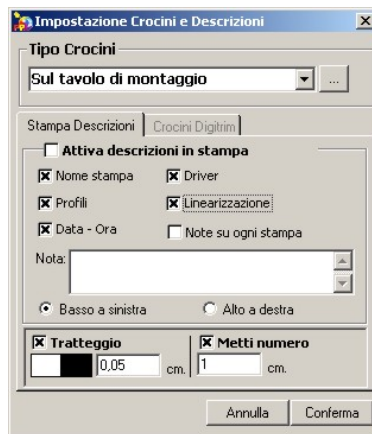 Impostazione Crocini e Descrizioni
Tipo Crocini
Sul tavolo di montaggio
...
Stampa Descrizioni Crocini Digitrim
Attiva descrizioni in stampa
Nome stampa Driver
Profili Linearizzazione
Data - Ora Note su ogni stampa
Nota:
Basso a sinistra Alto a destra
Tratteggio Metti numero
0,05 cm. 1 cm.
Annulla Conferma